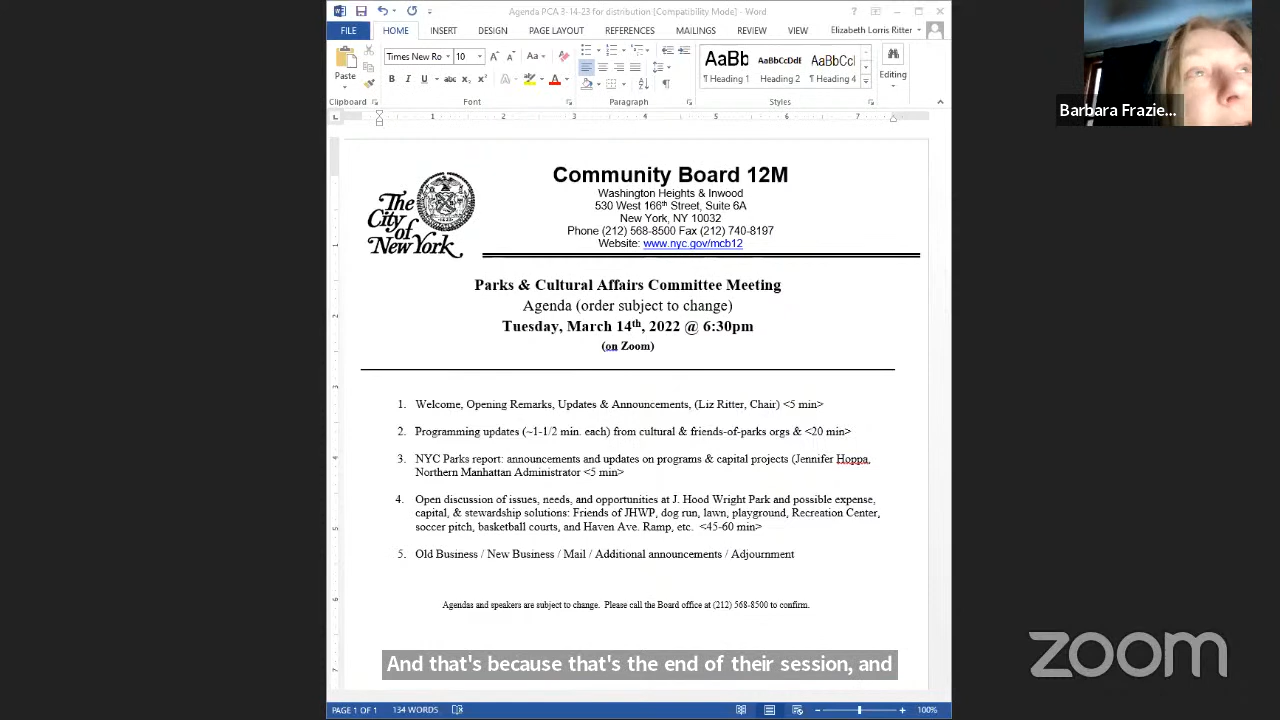 Agenda PCA 3-14-23 for distribution [Compatibility Mode] - Word
FILE HOME INSERT DESIGN PAGE LAYOUT REFERENCES MAILINGS REVIEW VIEW Elizabeth Lorris Ritter
Times New Ro 10
Paste
AaBb AaBbCcDdE AaBbCcI
¶ Heading 1 ¶ Heading 2 ¶ Heading 4
Editing
Clipboard Font Paragraph Styles
1 2 3 4 5 6 7
Barbara Frazie...
The City of New York
Community Board 12M
Washington Heights & Inwood
530 West 166th Street, Suite 6A
New York, NY 10032
Phone (212) 568-8500 Fax (212) 740-8197
Website: www.nyc.gov/mcb12
Parks & Cultural Affairs Committee Meeting
Agenda (order subject to change)
Tuesday, March 14th, 2022 @ 6:30pm
(on Zoom)
1. Welcome, Opening Remarks, Updates & Announcements, (Liz Ritter, Chair) <5 min>
2. Programming updates (~1-1/2 min. each) from cultural & friends-of-parks orgs & <20 min>
3. NYC Parks report: announcements and updates on programs & capital projects (Jennifer Hoppa,
Northern Manhattan Administrator <5 min>
4. Open discussion of issues, needs, and opportunities at J. Hood Wright Park and possible expense,
capital, & stewardship solutions: Friends of JHWP, dog run, lawn, playground, Recreation Center,
soccer pitch, basketball courts, and Haven Ave. Ramp, etc. <45-60 min>
5. Old Business / New Business / Mail / Additional announcements / Adjournment
Agendas and speakers are subject to change. Please call the Board office at (212) 568-8500 to confirm.
And that's because that's the end of their session, and
zoom
PAGE 1 OF 1 134 WORDS 100%